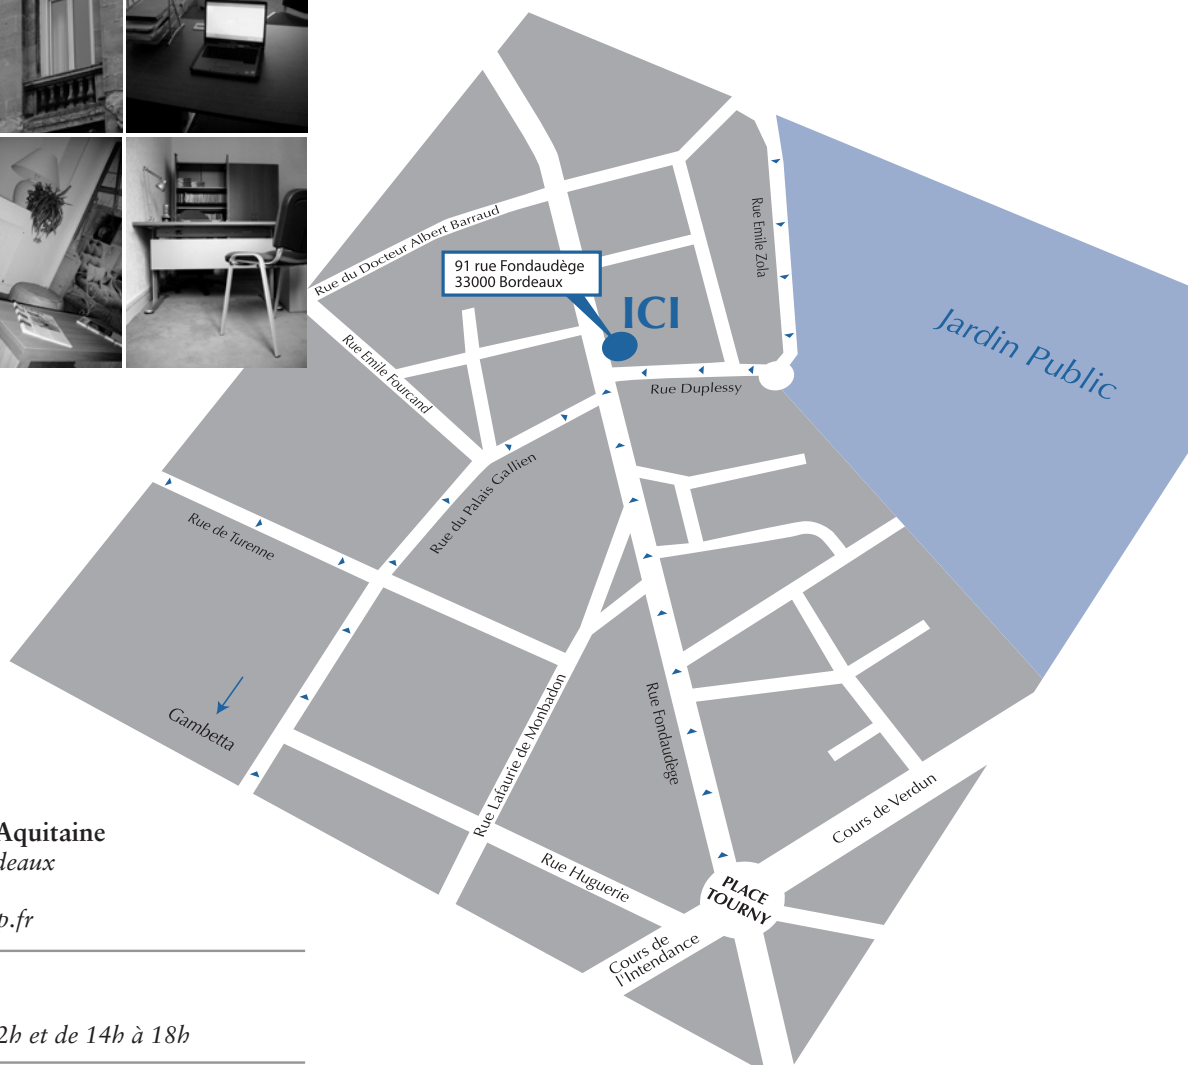 Rue du Docteur Albert Barraud
Rue Emile Zola
91 rue Fondaudège
33000 Bordeaux
ICI
Jardin Public
Rue Emile Fourcand
Rue Duplessy
Rue du Palais Gallien
Rue de Turenne
Gambetta
Rue Lafaurie de Monbadon
Rue Fondaudège
Cours de Verdun
Rue Huguerie
PLACE
TOURNY
Cours de
l'Intendance
Aquitaine
deaux
p.fr
2h et de 14h à 18h